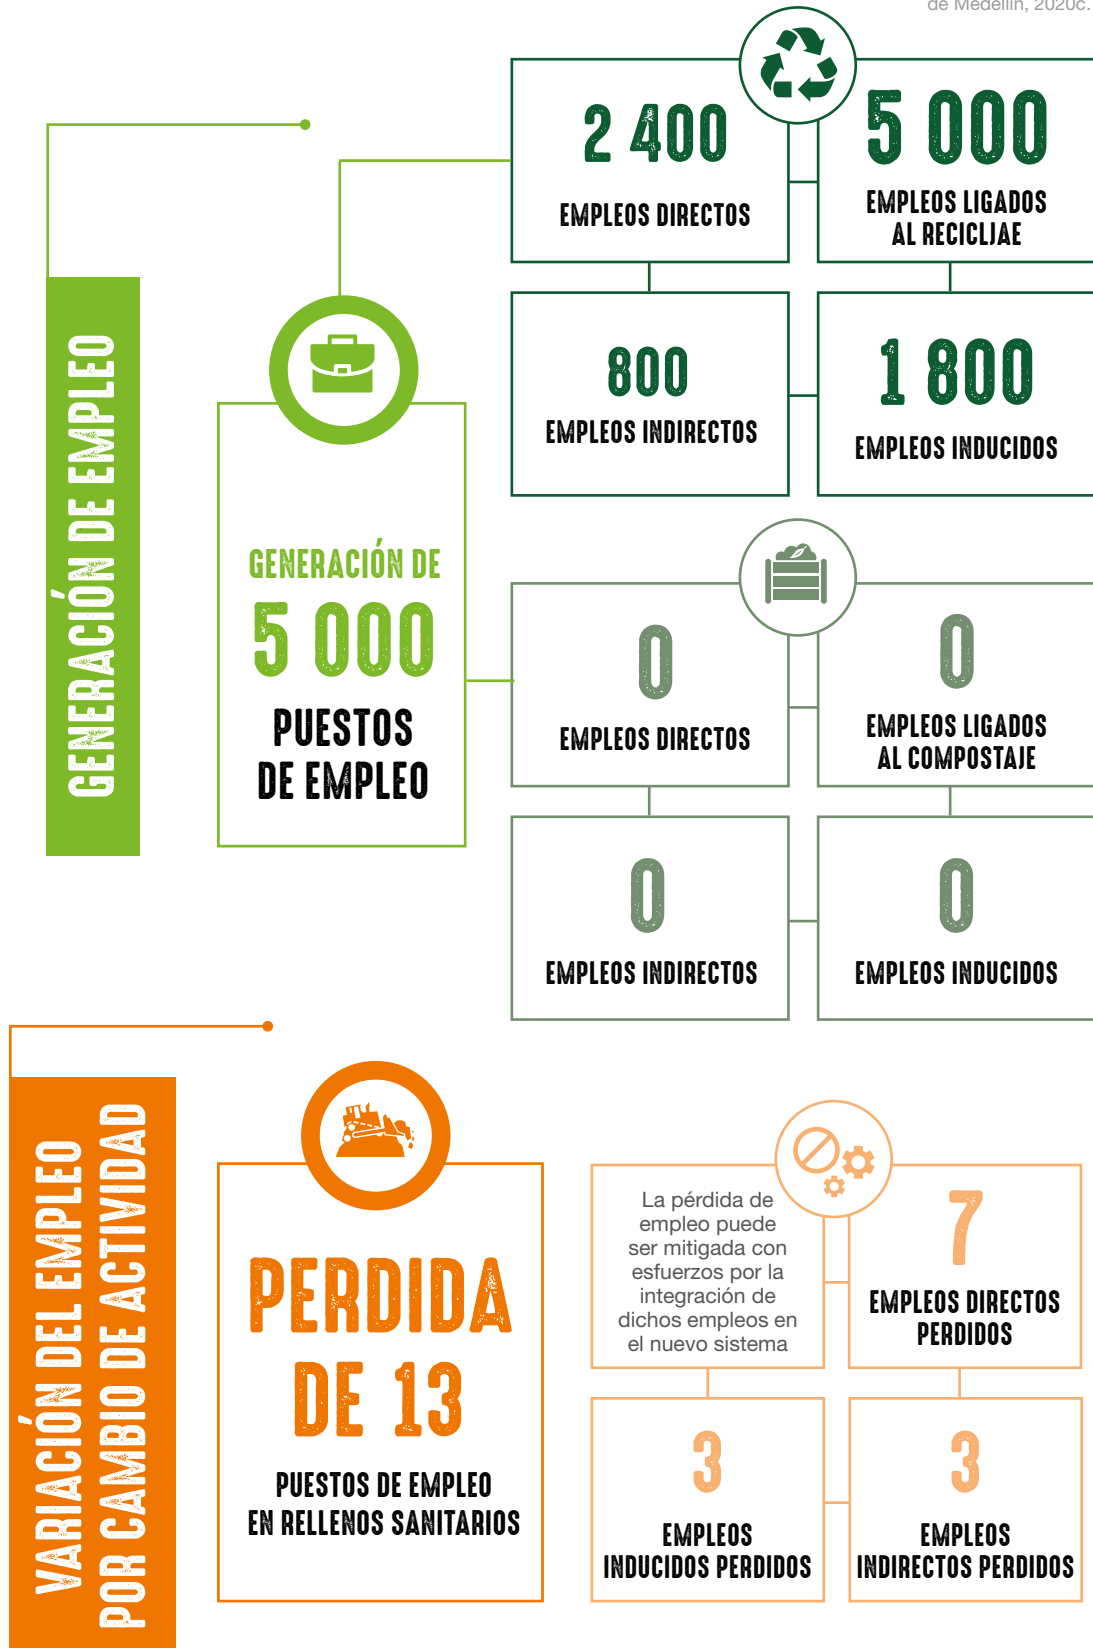 de Medellín, 2020c.
GENERACIÓN DE EMPLEO
GENERACIÓN DE
5 000
PUESTOS
DE EMPLEO
2 400
EMPLEOS DIRECTOS
5 000
EMPLEOS LIGADOS
AL RECICLJAE
800
EMPLEOS INDIRECTOS
1 800
EMPLEOS INDUCIDOS
0
EMPLEOS DIRECTOS
0
EMPLEOS LIGADOS
AL COMPOSTAJE
0
EMPLEOS INDIRECTOS
0
EMPLEOS INDUCIDOS
VARIACIÓN DEL EMPLEO
POR CAMBIO DE ACTIVIDAD
PERDIDA
DE 13
PUESTOS DE EMPLEO
EN RELLENOS SANITARIOS
La pérdida de
empleo puede
ser mitigada con
esfuerzos por la
integración de
dichos empleos en
el nuevo sistema
7
EMPLEOS DIRECTOS
PERDIDOS
3
EMPLEOS
INDUCIDOS PERDIDOS
3
EMPLEOS
INDIRECTOS PERDIDOS